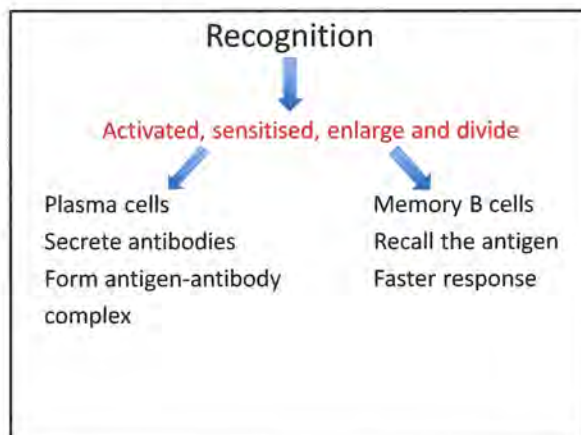 Recognition
Activated, sensitised, enlarge and divide
Plasma cells
Secrete antibodies
Form antigen-antibody
complex
Memory B cells
Recall the antigen
Faster response